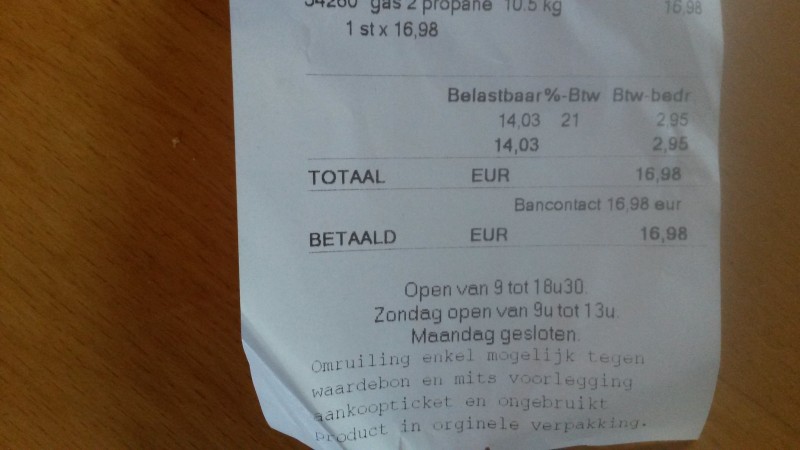 54260 gas 2 propane 10.5 kg 16,98
1 st x 16,98
Belastbaar %-Btw Btw-bedr
14,03 21 2,95
14,03 2,95
TOTAAL EUR 16,98
Bancontact 16,98 eur
BETAALD EUR 16,98
Open van 9 tot 18u30.
Zondag open van 9u tot 13u.
Maandag gesloten.
Omruiling enkel mogelijk tegen
waardebon en mits voorlegging
aankoopticket en ongebruikt
Product in orginele verpakking.